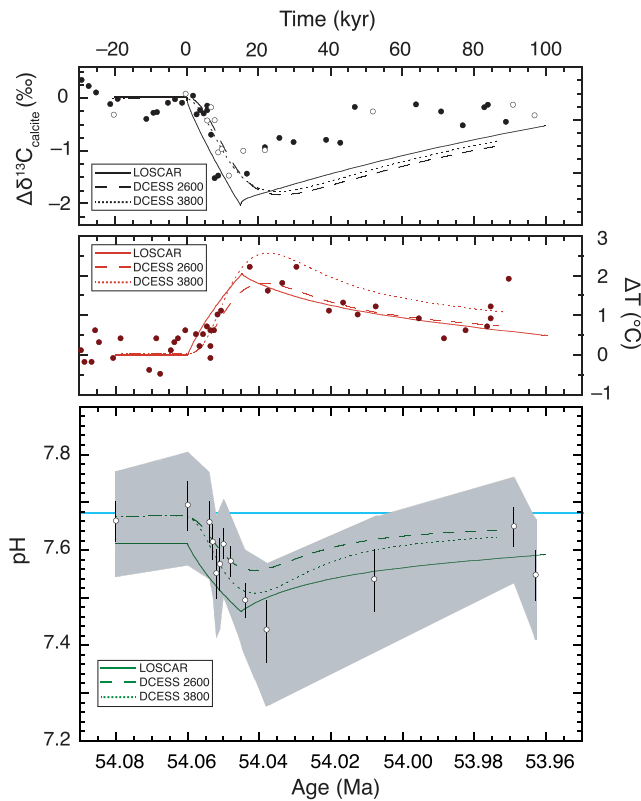 Time (kyr)
−20 0 20 40 60 80 100
0
−1
−2
Δδ¹³C calcite (‰)
LOSCAR
DCESS 2600
DCESS 3800
3
2
1
0
−1
ΔT (°C)
LOSCAR
DCESS 2600
DCESS 3800
7.8
7.6
7.4
7.2
pH
LOSCAR
DCESS 2600
DCESS 3800
54.08 54.06 54.04 54.02 54.00 53.98 53.96
Age (Ma)